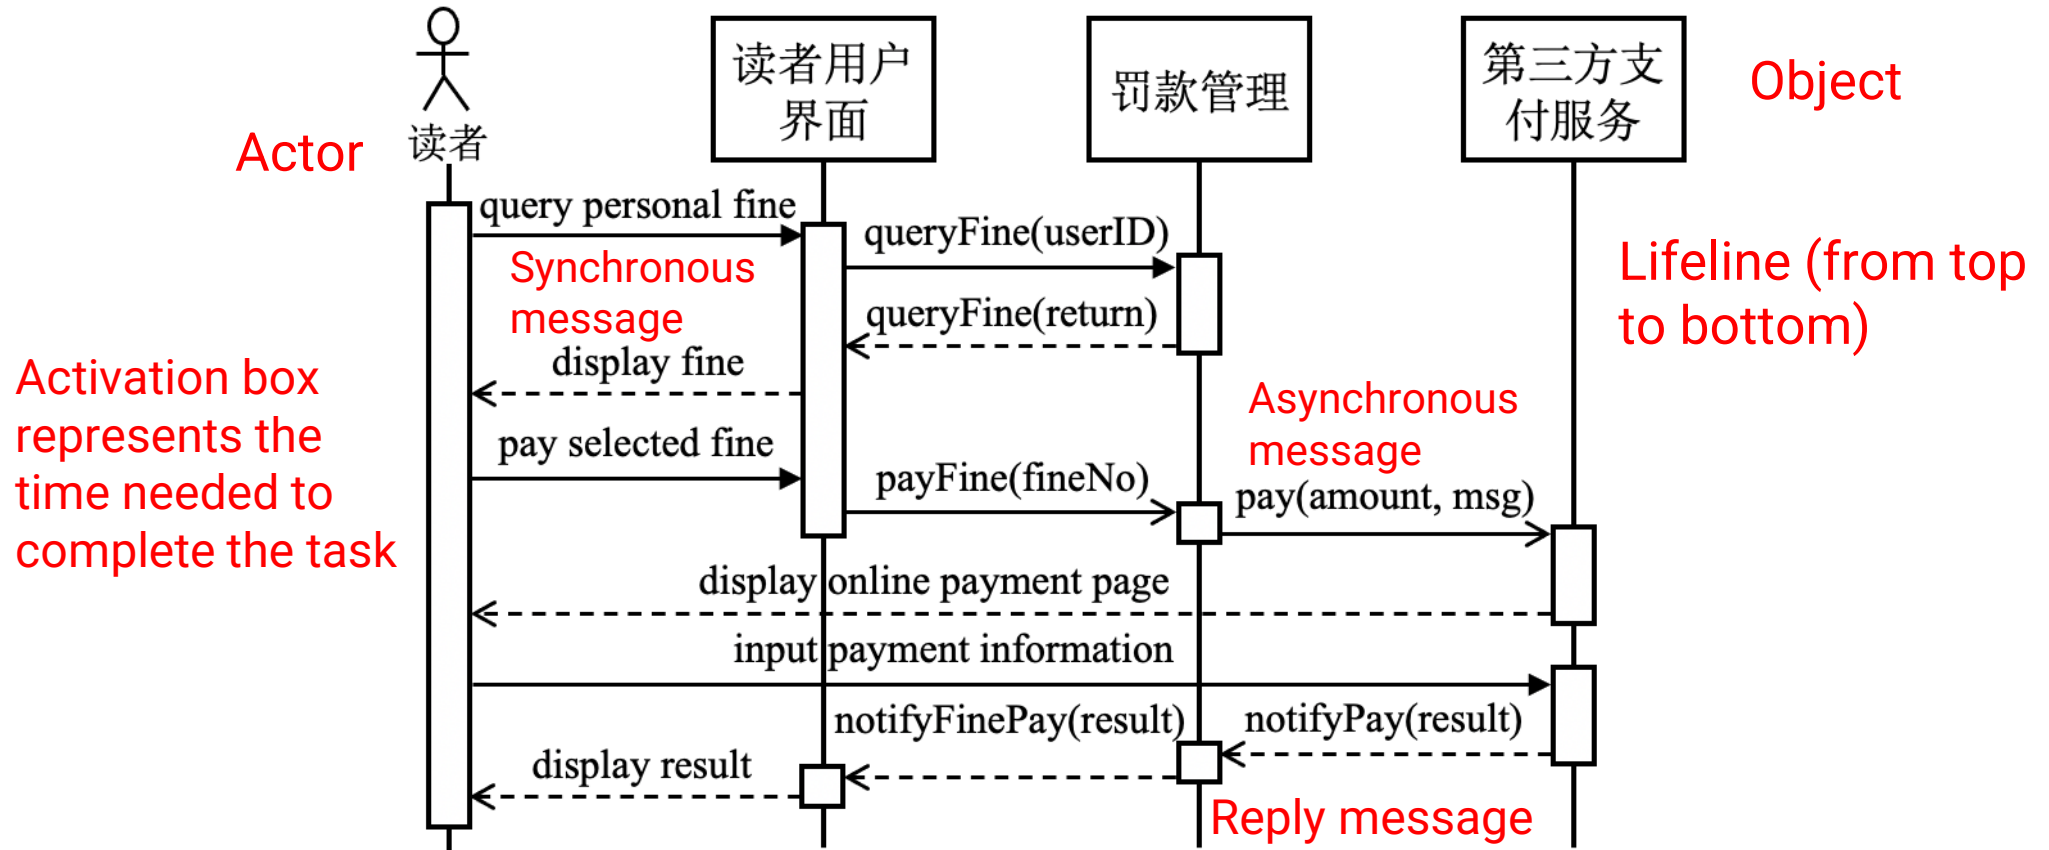 读者用户
界面
罚款管理
第三方支
付服务
Object
Actor
读者
query personal fine
queryFine(userID)
Synchronous
message
queryFine(return)
Lifeline (from top
to bottom)
display fine
Activation box
represents the
time needed to
complete the task
Asynchronous
message
pay selected fine
payFine(fineNo)
pay(amount, msg)
display online payment page
input payment information
notifyFinePay(result)
notifyPay(result)
display result
Reply message